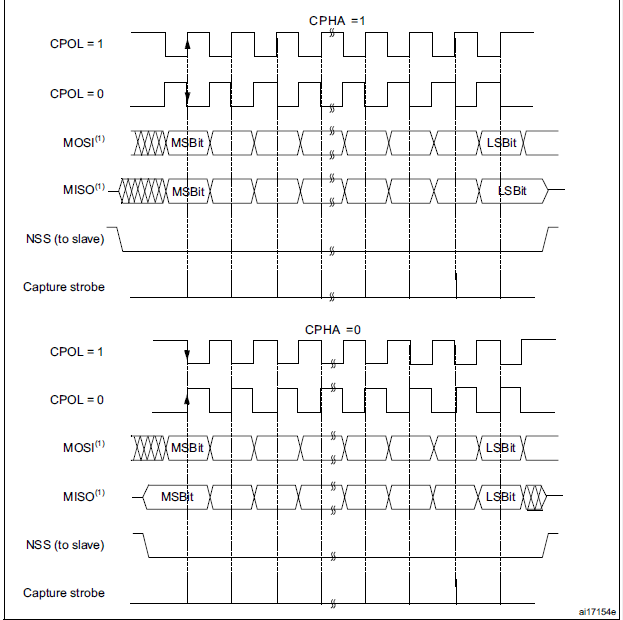 CPHA =1
CPOL = 1
CPOL = 0
MOSI(1) MSBit LSBit
MISO(1) MSBit LSBit
NSS (to slave)
Capture strobe
CPHA =0
CPOL = 1
CPOL = 0
MOSI(1) MSBit LSBit
MISO(1) MSBit LSBit
NSS (to slave)
Capture strobe
ai17154e